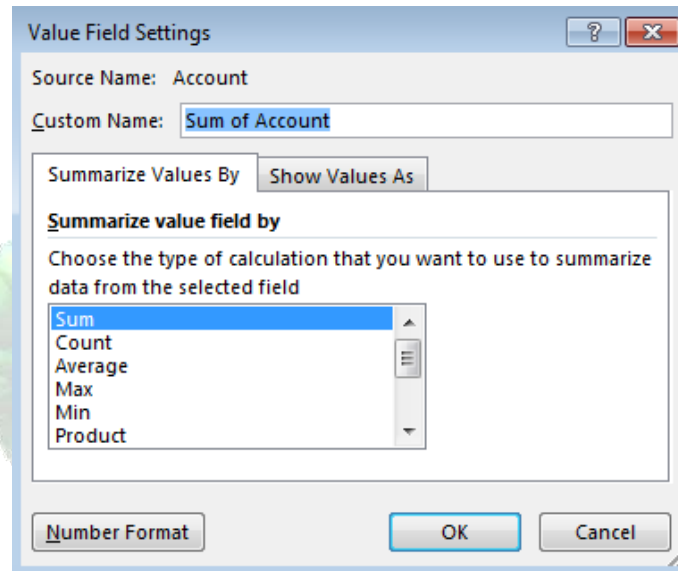 Value Field Settings
Source Name: Account
Custom Name: Sum of Account
Summarize Values By Show Values As
Summarize value field by
Choose the type of calculation that you want to use to summarize
data from the selected field
Sum
Count
Average
Max
Min
Product
Number Format OK Cancel